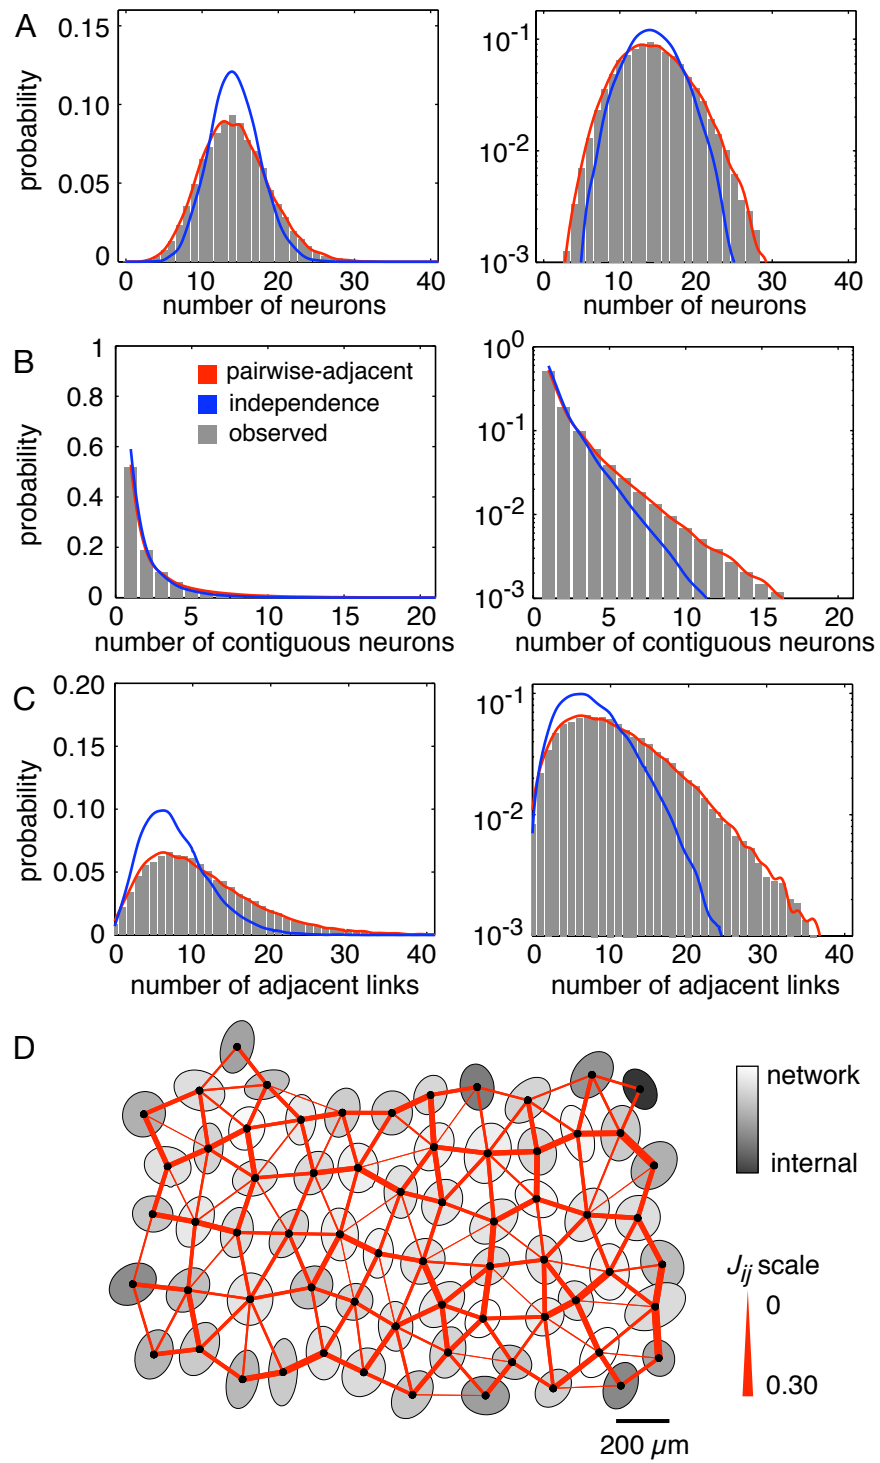 A
probability
0.15
0.10
0.05
0
0 10 20 30 40
number of neurons
10-1
10-2
10-3
0 10 20 30 40
number of neurons
B
probability
1
0.8
0.6
0.4
0.2
0
pairwise-adjacent
independence
observed
0 5 10 15 20
number of contiguous neurons
100
10-1
10-2
10-3
0 5 10 15 20
number of contiguous neurons
C
probability
0.20
0.15
0.10
0.05
0
0 10 20 30 40
number of adjacent links
10-1
10-2
10-3
0 10 20 30 40
number of adjacent links
D
network
internal
Jij scale
0
0.30
200 µm